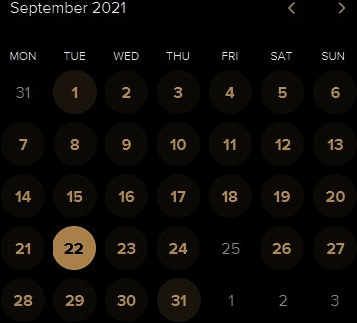 September 2021
MON TUE WED THU FRI SAT SUN
31 1 2 3 4 5 6
7 8 9 10 11 12 13
14 15 16 17 18 19 20
21 22 23 24 25 26 27
28 29 30 31 1 2 3